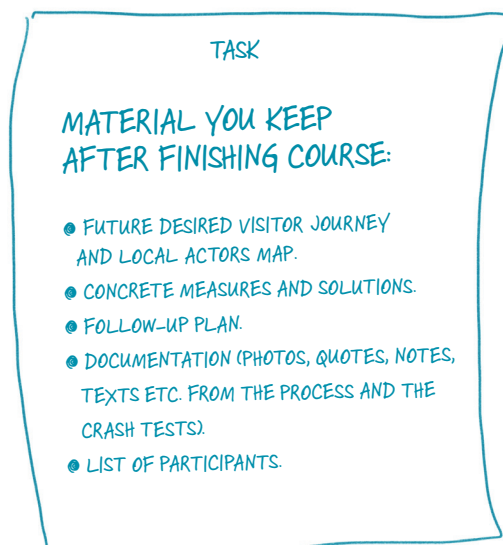 TASK
MATERIAL YOU KEEP
AFTER FINISHING COURSE:
• FUTURE DESIRED VISITOR JOURNEY
AND LOCAL ACTORS MAP.
• CONCRETE MEASURES AND SOLUTIONS.
• FOLLOW-UP PLAN.
• DOCUMENTATION (PHOTOS, QUOTES, NOTES,
TEXTS ETC. FROM THE PROCESS AND THE
CRASH TESTS).
• LIST OF PARTICIPANTS.